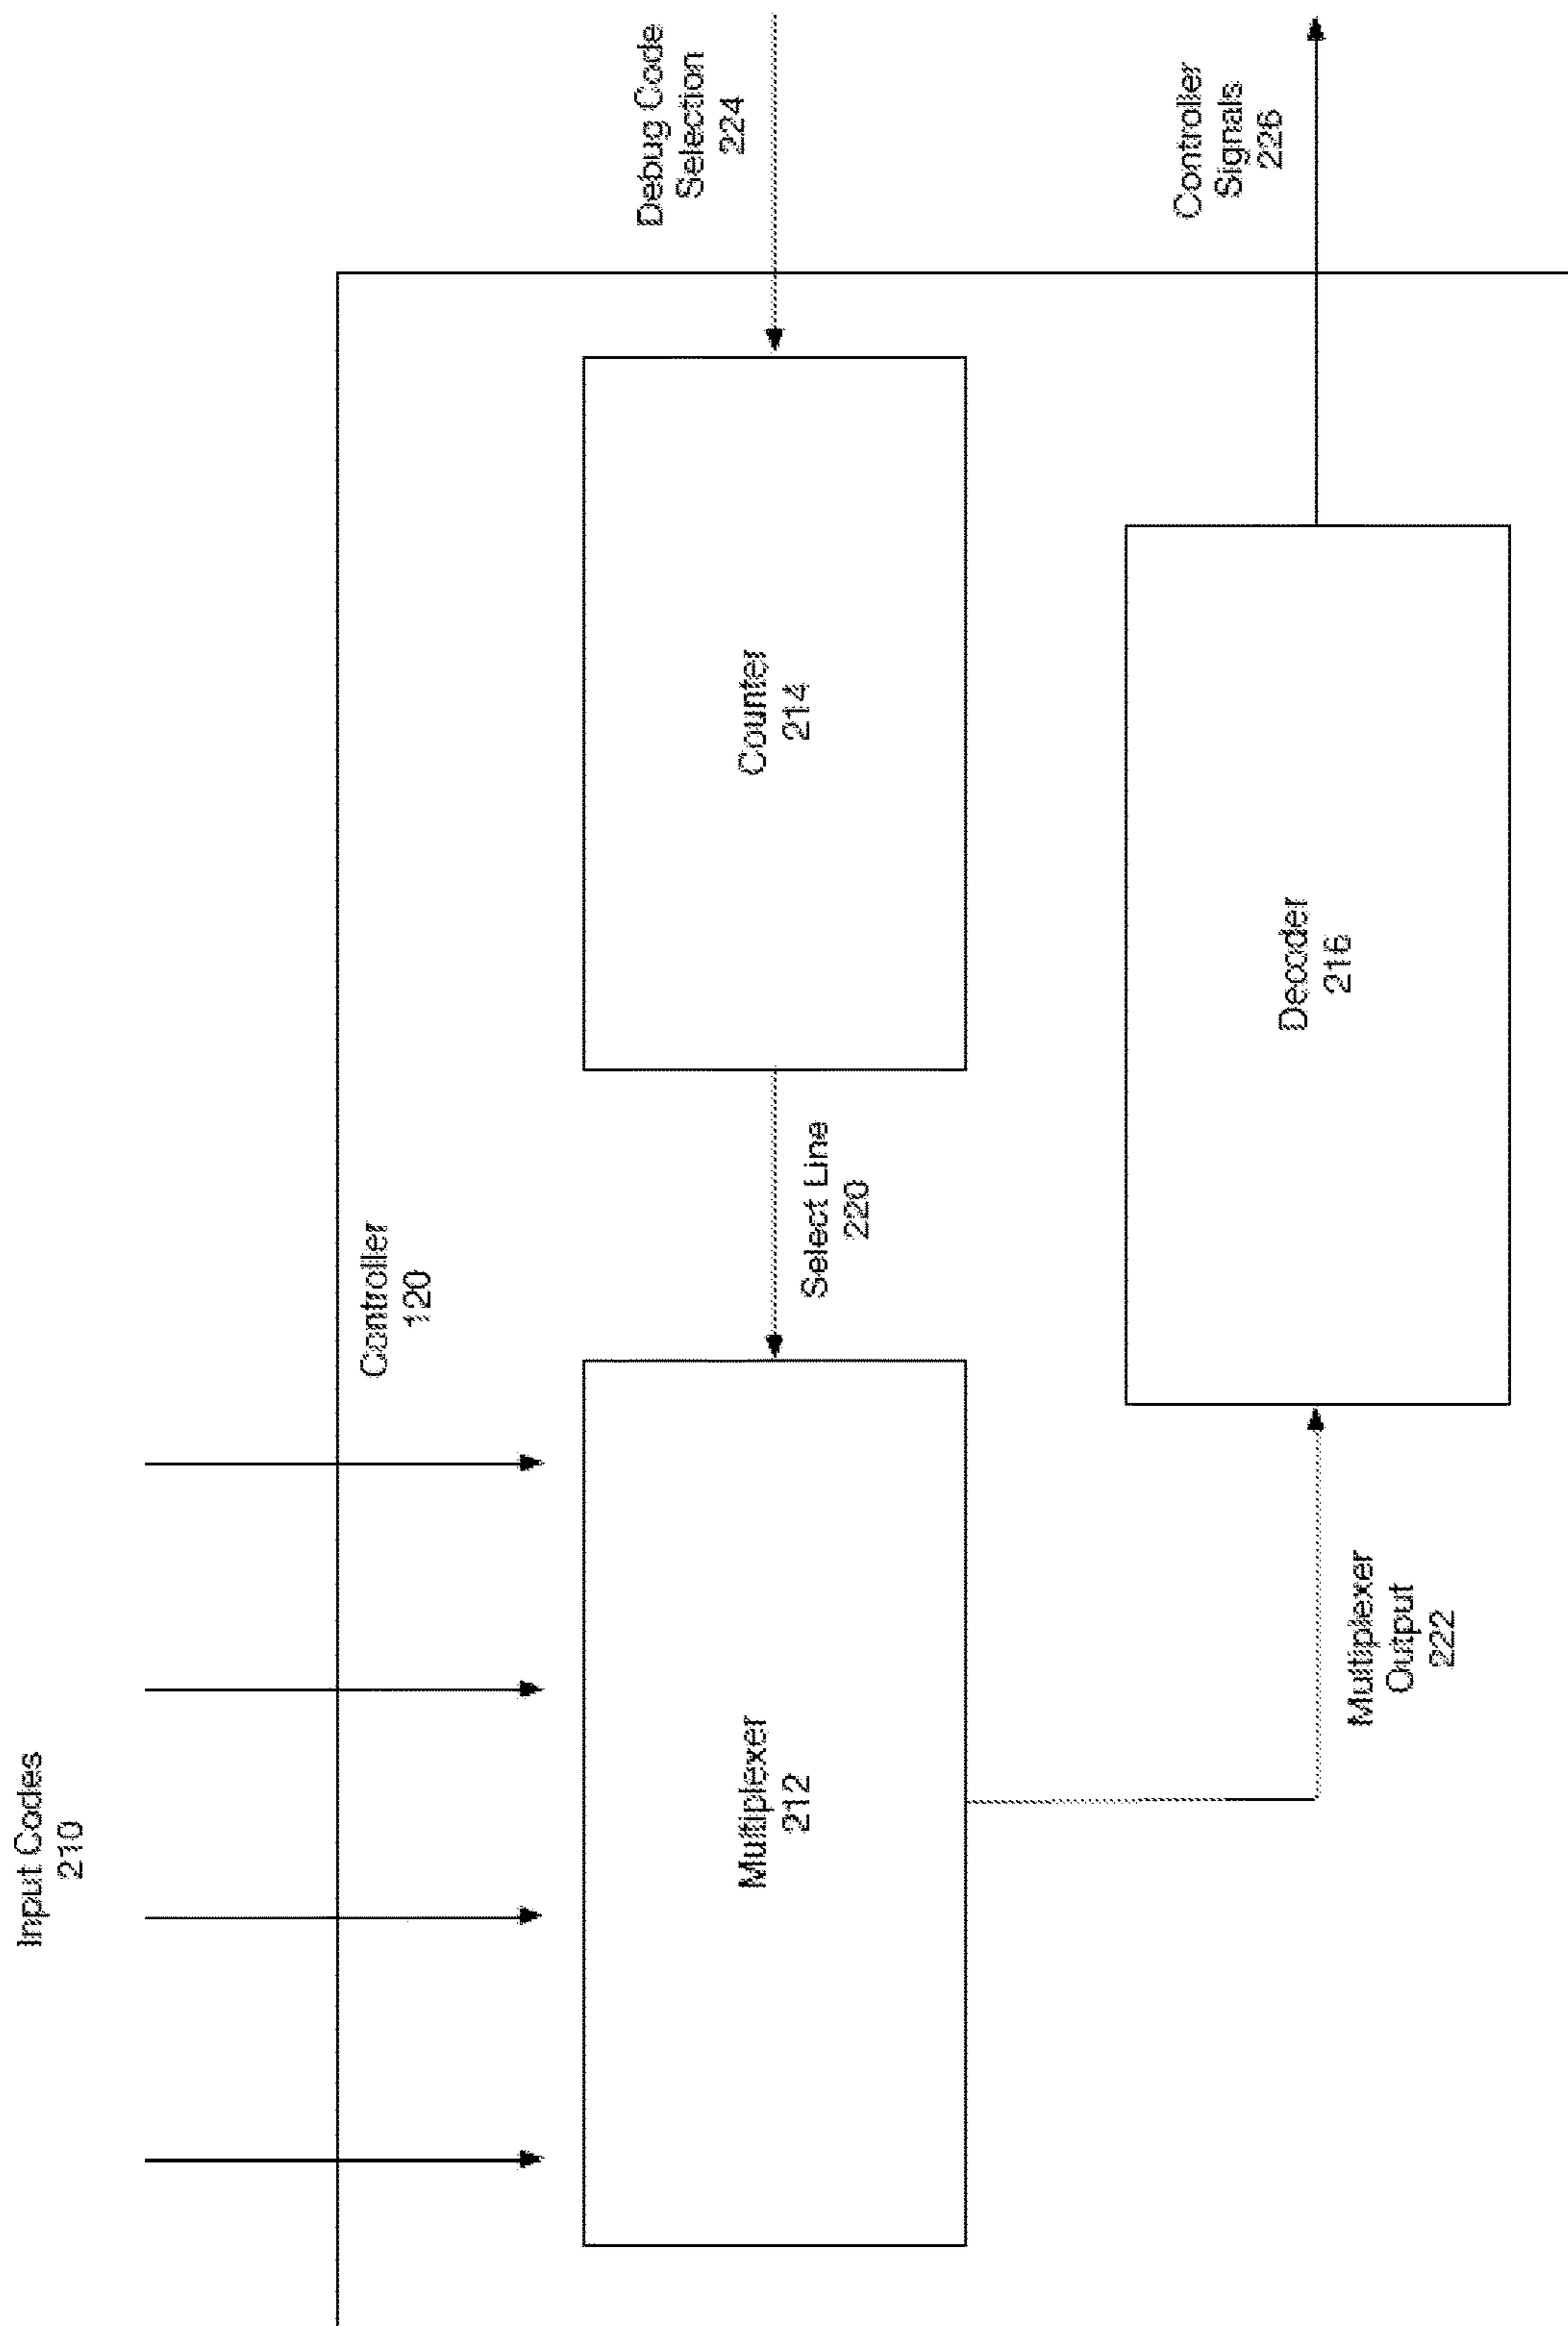 Input Codes
210
Controller
120
Multiplexer
212
Select Line
220
Counter
214
Debug Code
Selection
224
Multiplexer
Output
222
Decoder
216
Controller
Signals
226